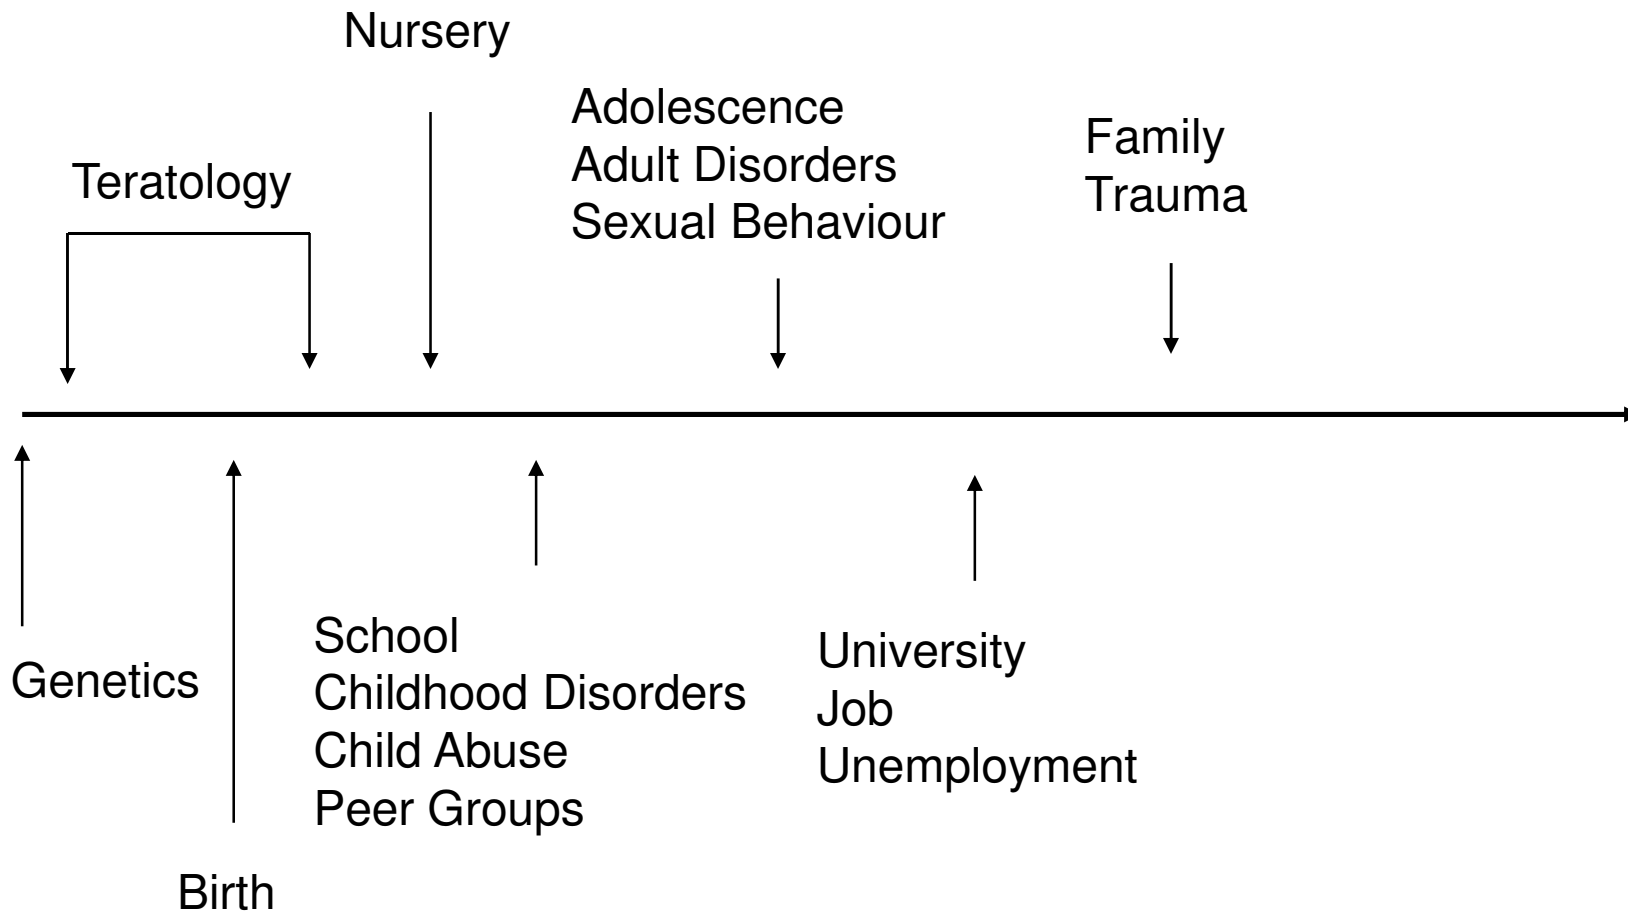 Nursery
Adolescence
Adult Disorders
Sexual Behaviour
Family
Trauma
Teratology
Genetics
School
Childhood Disorders
Child Abuse
Peer Groups
University
Job
Unemployment
Birth